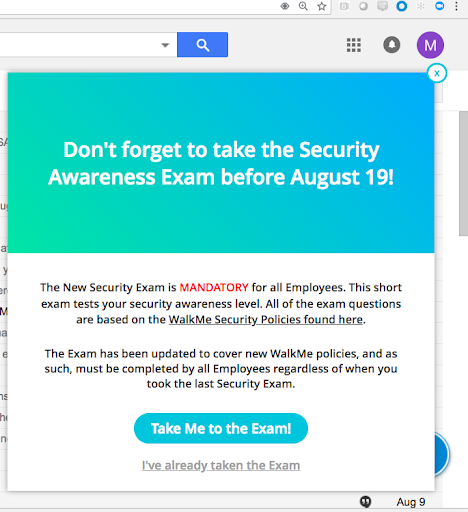 M
x
Don't forget to take the Security
Awareness Exam before August 19!
The New Security Exam is MANDATORY for all Employees. This short
exam tests your security awareness level. All of the exam questions
are based on the WalkMe Security Policies found here.
The Exam has been updated to cover new WalkMe policies, and as
such, must be completed by all Employees regardless of when you
took the last Security Exam.
Take Me to the Exam!
I've already taken the Exam
Aug 9